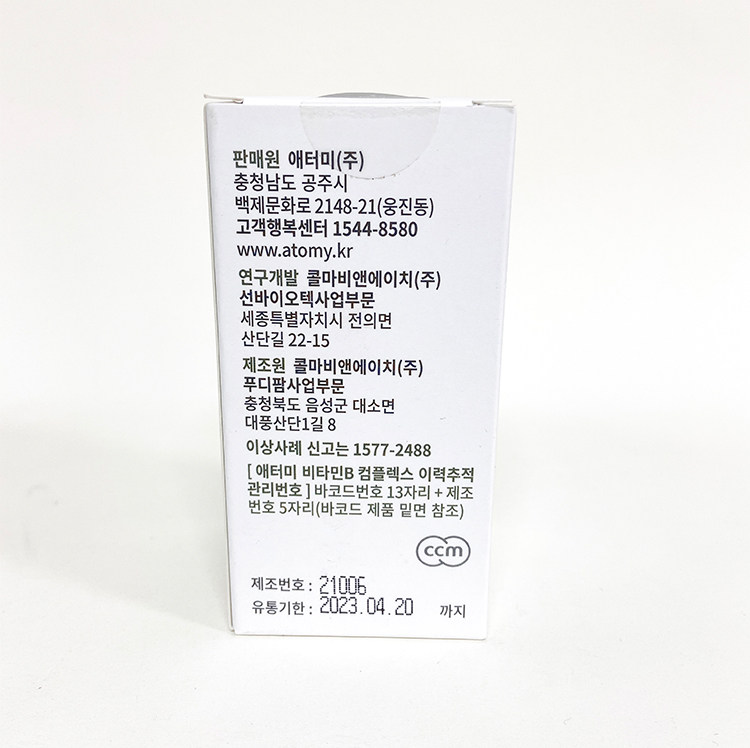 판매원 애터미(주)
충청남도 공주시
백제문화로 2148-21(웅진동)
고객행복센터 1544-8580
www.atomy.kr
연구개발 콜마비앤에이치(주)
선바이오텍사업부문
세종특별자치시 전의면
산단길 22-15
제조원 콜마비앤에이치(주)
푸디팜사업부문
충청북도 음성군 대소면
대풍산단1길 8
이상사례 신고는 1577-2488
[ 애터미 비타민B 컴플렉스 이력추적
관리번호 ] 바코드번호 13자리 + 제조
번호 5자리(바코드 제품 밑면 참조)
ccm
제조번호 : 21006
유통기한 : 2023.04.20 까지